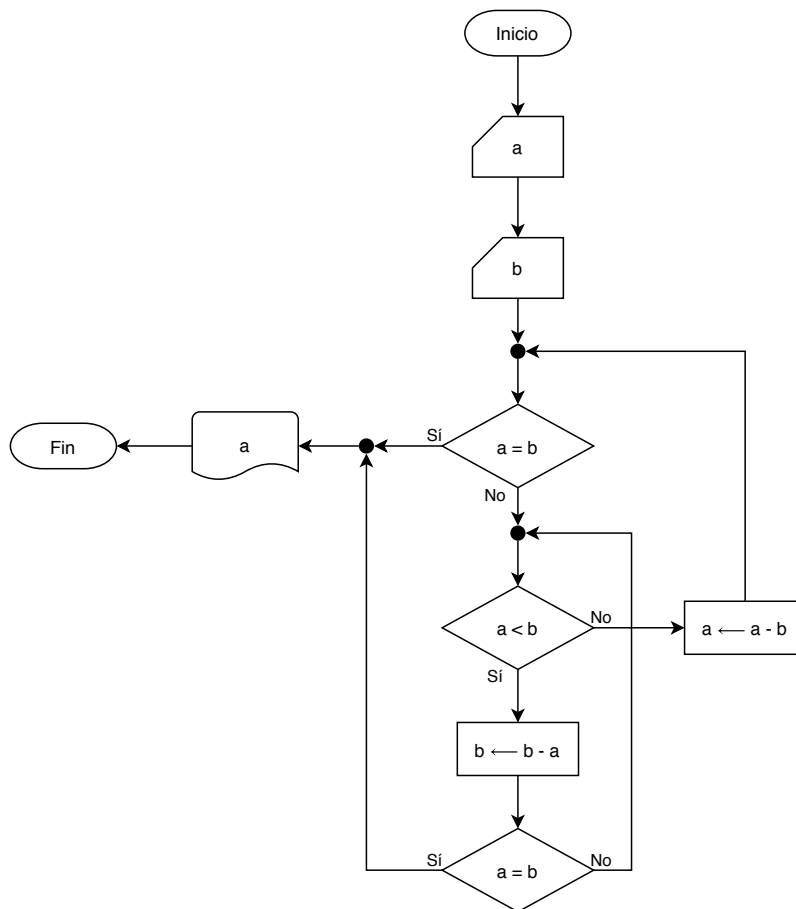 Inicio
a
b
Sí
a = b
No
a
Fin
a < b
No
a ⟵ a - b
Sí
b ⟵ b - a
Sí
a = b
No